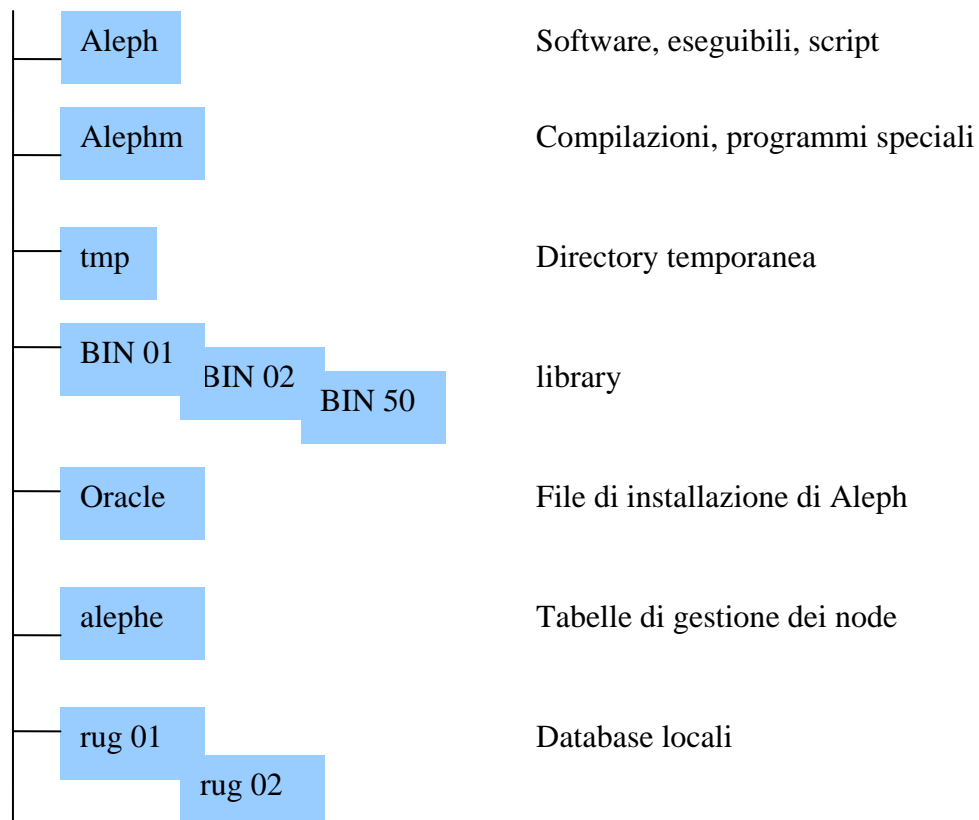 Aleph Software, eseguibili, script
Alephm Compilazioni, programmi speciali
tmp Directory temporanea
BIN 01
BIN 02 library
BIN 50
Oracle File di installazione di Aleph
alephe Tabelle di gestione dei node
rug 01 Database locali
rug 02